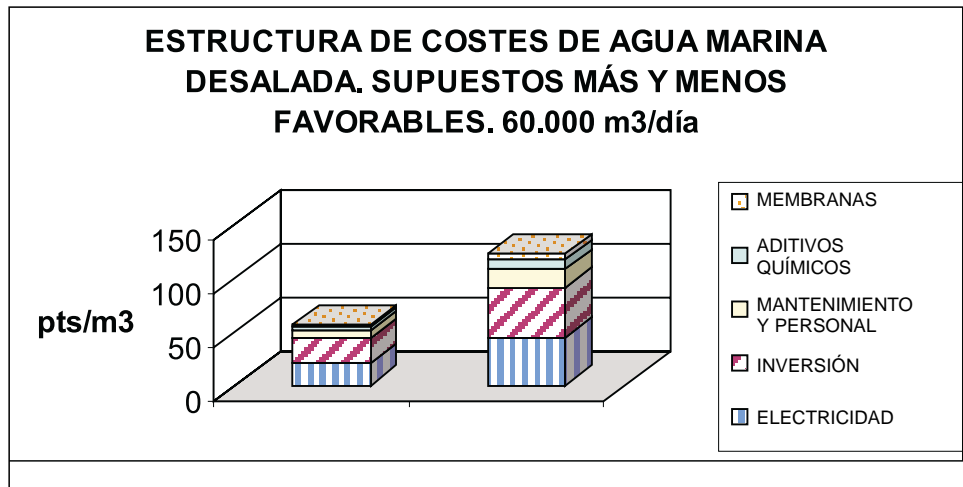 ESTRUCTURA DE COSTES DE AGUA MARINA
DESALADA. SUPUESTOS MÁS Y MENOS
FAVORABLES. 60.000 m3/día
150
100
50
0
pts/m3
MEMBRANAS
ADITIVOS
QUÍMICOS
MANTENIMIENTO
Y PERSONAL
INVERSIÓN
ELECTRICIDAD